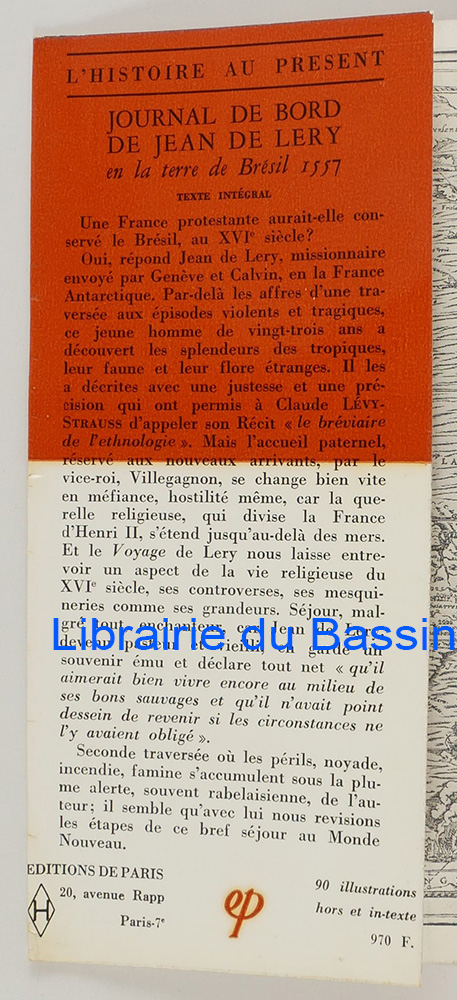 L'HISTOIRE AU PRESENT
JOURNAL DE BORD
DE JEAN DE LERY
en la terre de Brésil 1557
TEXTE INTÉGRAL
Une France protestante aurait-elle con-
servé le Brésil, au XVIe siècle?
Oui, répond Jean de Lery, missionnaire
envoyé par Genève et Calvin, en la France
Antarctique. Par-delà les affres d'une tra-
versée aux épisodes violents et tragiques,
ce jeune homme de vingt-trois ans a
découvert les splendeurs des tropiques,
leur faune et leur flore étranges. Il les
a décrites avec une justesse et une pré-
cision qui ont permis à Claude LÉVY-
STRAUSS d'appeler son Récit « le bréviaire
de l'ethnologie ». Mais l'accueil paternel,
réservé aux nouveaux arrivants, par le
vice-roi, Villegagnon, se change bien vite
en méfiance, hostilité même, car la que-
relle religieuse, qui divise la France
d'Henri II, s'étend jusqu'au-delà des mers.
Et le Voyage de Lery nous laisse entre-
voir un aspect de la vie religieuse du
XVIe siècle, ses controverses, ses mesqui-
neries comme ses grandeurs. Séjour, mal-
gré tout, enchanteur, car Jean de Lery
Librairie du Bassin
devenu pasteur et vieilli, en garde un
souvenir ému et déclare tout net « qu'il
aimerait bien vivre encore au milieu de
ses bons sauvages et qu'il n'avait point
dessein de revenir si les circonstances ne
l'y avaient obligé ».
Seconde traversée où les périls, noyade,
incendie, famine s'accumulent sous la plu-
me alerte, souvent rabelaisienne, de l'au-
teur; il semble qu'avec lui nous revisions
les étapes de ce bref séjour au Monde
Nouveau.
EDITIONS DE PARIS
20, avenue Rapp
Paris-7e
H
ep
90 illustrations
hors et in-texte
970 F.